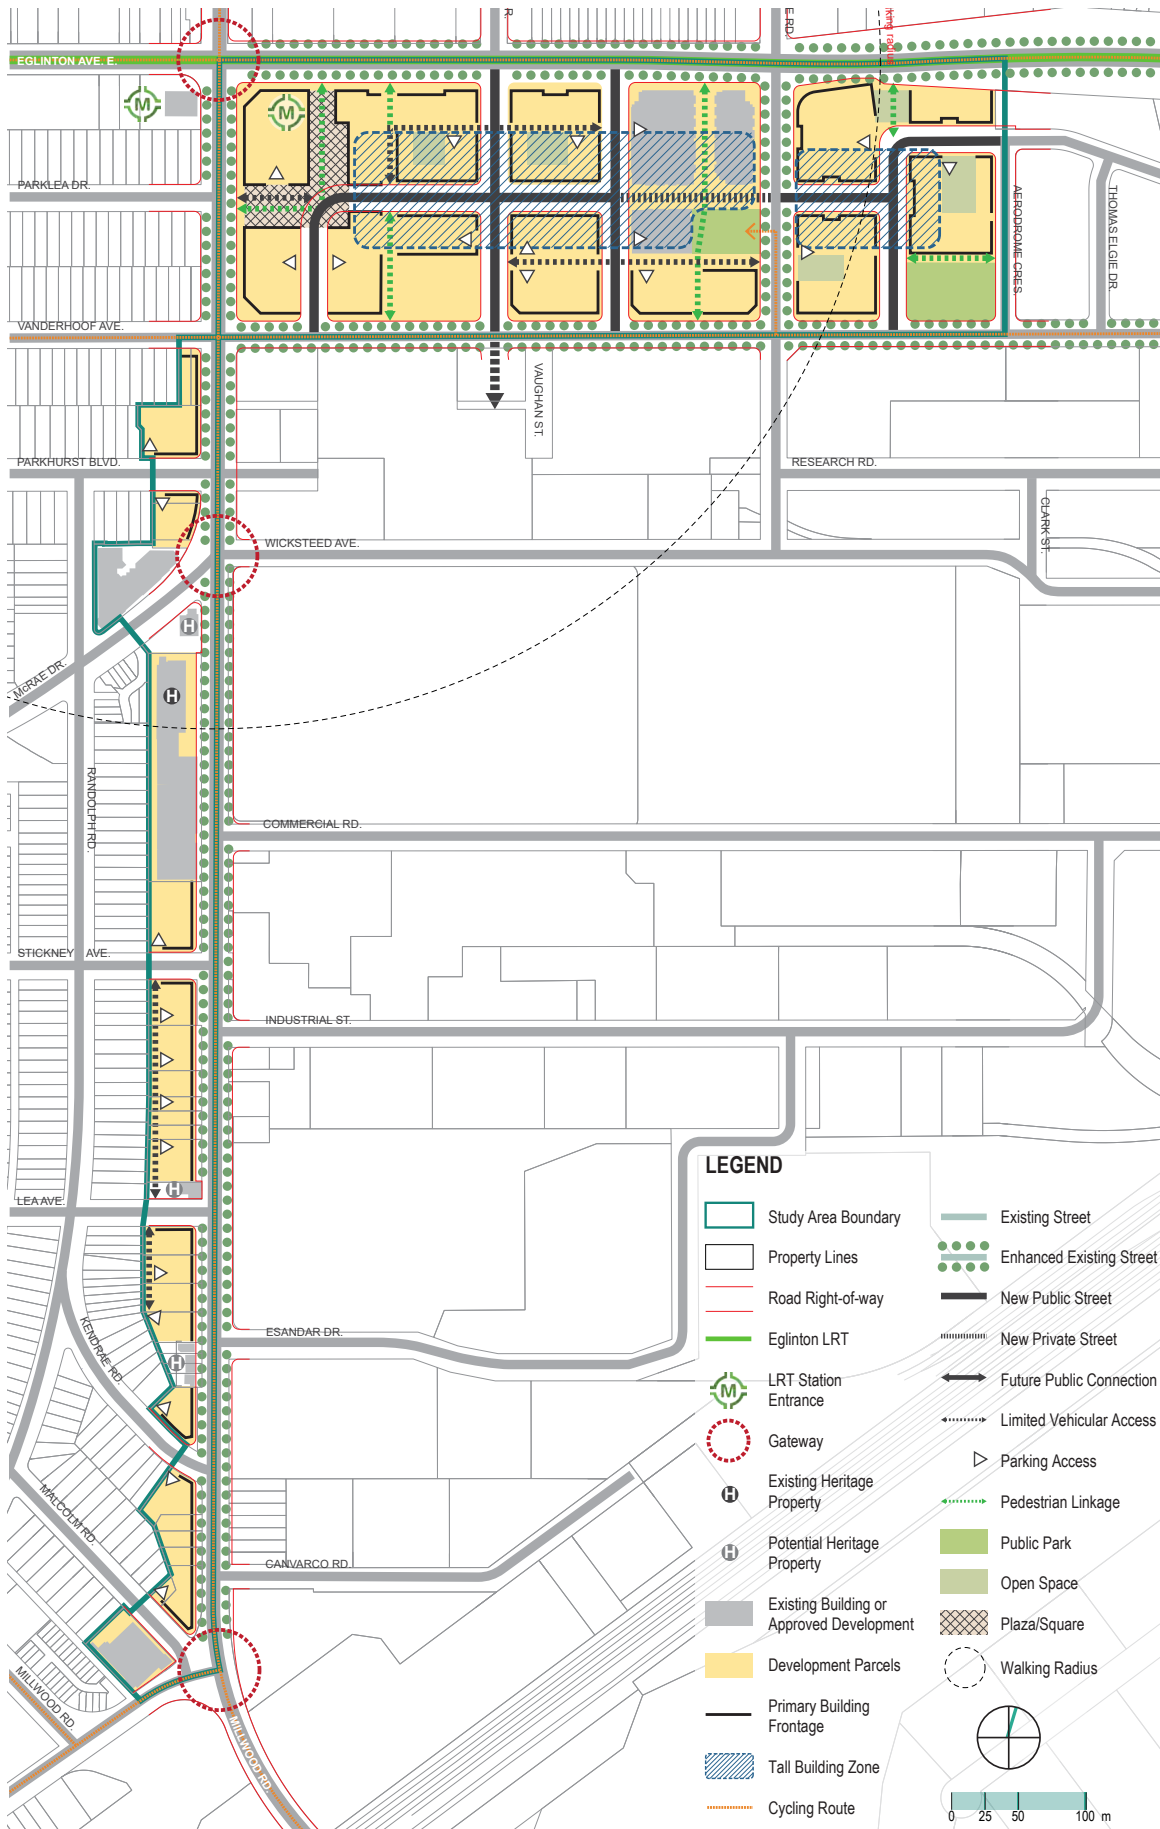 R.
R.
E RD.
king radius
EGLINTON AVE. E.
M
M
PARKLEA DR.
AERODROME CRES.
THOMAS ELGIE DR.
VANDERHOOF AVE.
VAUGHAN ST.
PARKHURST BLVD.
RESEARCH RD.
CLARK ST.
WICKSTEED AVE.
H
McRAE DR.
H
RANDOLPH RD.
COMMERCIAL RD.
STICKNEY AVE.
INDUSTRIAL ST.
H
LEA AVE.
KENDRAE RD.
ESANDAR DR.
H
MALCOLM RD.
CANVARCO RD.
MILLWOOD RD.
MILLWOOD RD.
LEGEND
Study Area Boundary
Property Lines
Road Right-of-way
Eglinton LRT
M
LRT Station
Entrance
Gateway
H
Existing Heritage
Property
H
Potential Heritage
Property
Existing Building or
Approved Development
Development Parcels
Primary Building
Frontage
Tall Building Zone
Cycling Route
Existing Street
Enhanced Existing Street
New Public Street
New Private Street
Future Public Connection
Limited Vehicular Access
Parking Access
Pedestrian Linkage
Public Park
Open Space
Plaza/Square
Walking Radius
0 25 50 100 m